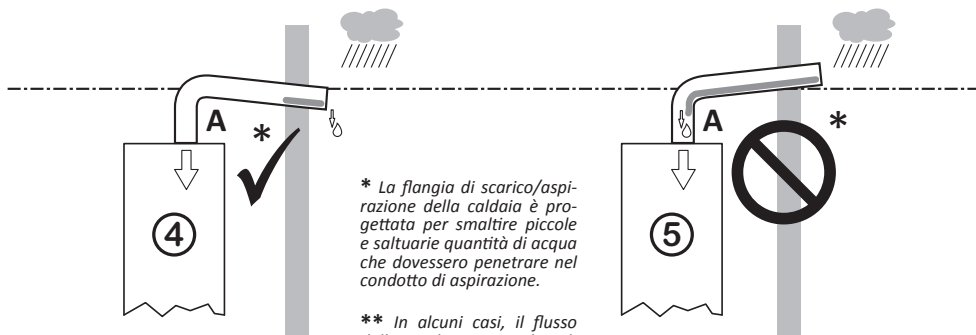 A
*
④
* La flangia di scarico/aspi-
razione della caldaia è pro-
gettata per smaltire piccole
e saltuarie quantità di acqua
che dovessero penetrare nel
condotto di aspirazione.
** In alcuni casi, il flusso
A
*
⑤